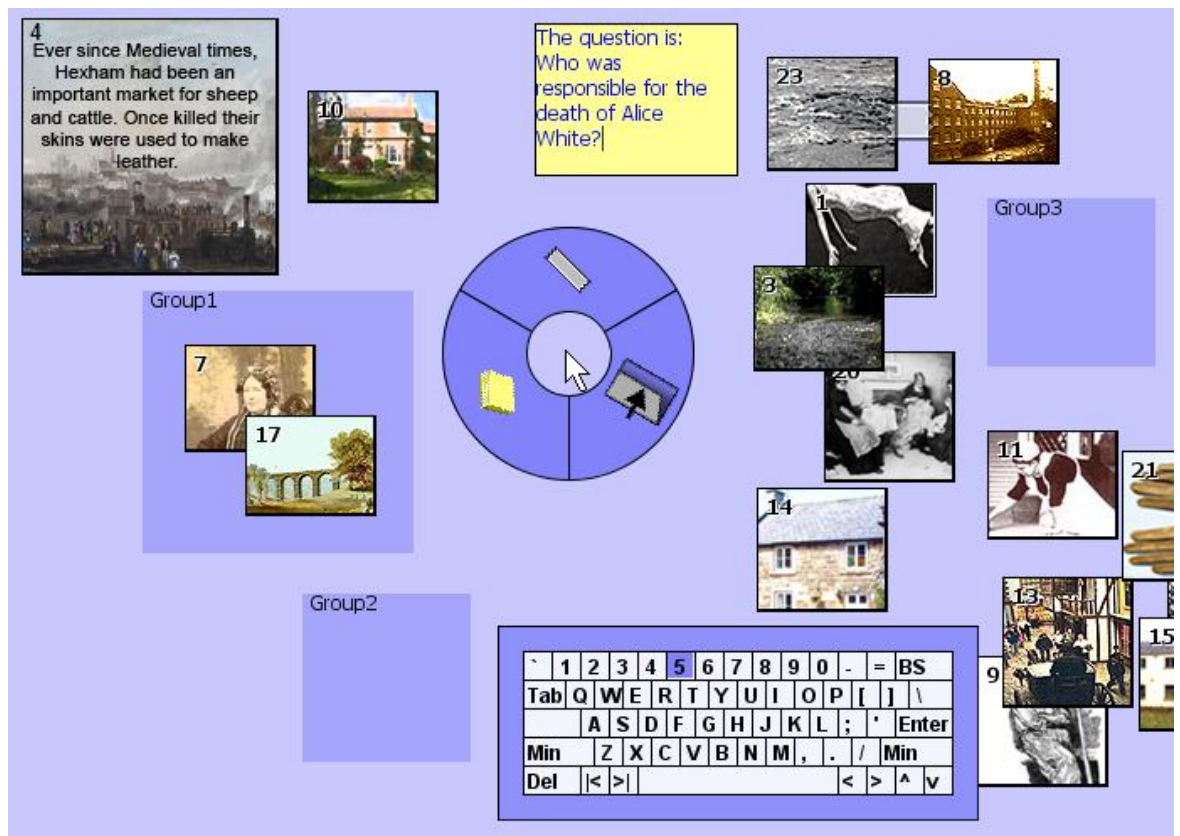 4
Ever since Medieval times,
Hexham had been an
important market for sheep
and cattle. Once killed their
skins were used to make
leather.
10
The question is:
Who was
responsible for the
death of Alice
White?
23
8
1
Group3
3
Group1
7
20
17
11
21
14
Group2
13
15
9
` 1 2 3 4 5 6 7 8 9 0 - = BS
Tab Q W E R T Y U I O P [ ] \
A S D F G H J K L ; ' Enter
Min Z X C V B N M , . / Min
Del |< >| < > ^ v